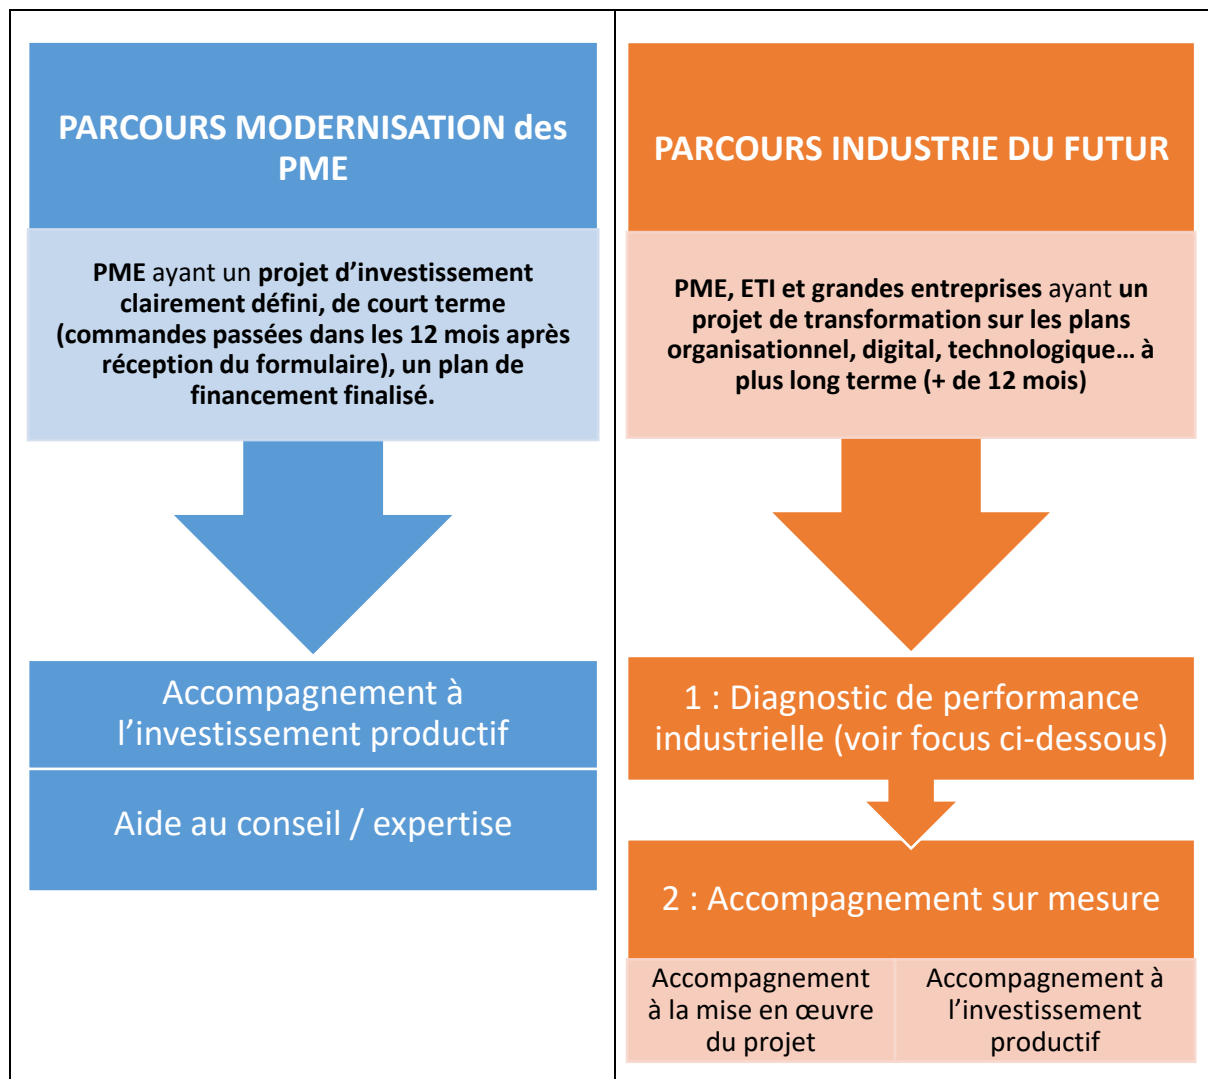 PARCOURS MODERNISATION des
PME
PME ayant un projet d’investissement
clairement défini, de court terme
(commandes passées dans les 12 mois après
réception du formulaire), un plan de
financement finalisé.
Accompagnement à
l’investissement productif
Aide au conseil / expertise
PARCOURS INDUSTRIE DU FUTUR
PME, ETI et grandes entreprises ayant un
projet de transformation sur les plans
organisationnel, digital, technologique… à
plus long terme (+ de 12 mois)
1 : Diagnostic de performance
industrielle (voir focus ci-dessous)
2 : Accompagnement sur mesure
Accompagnement
à la mise en œuvre
du projet
Accompagnement à
l’investissement
productif